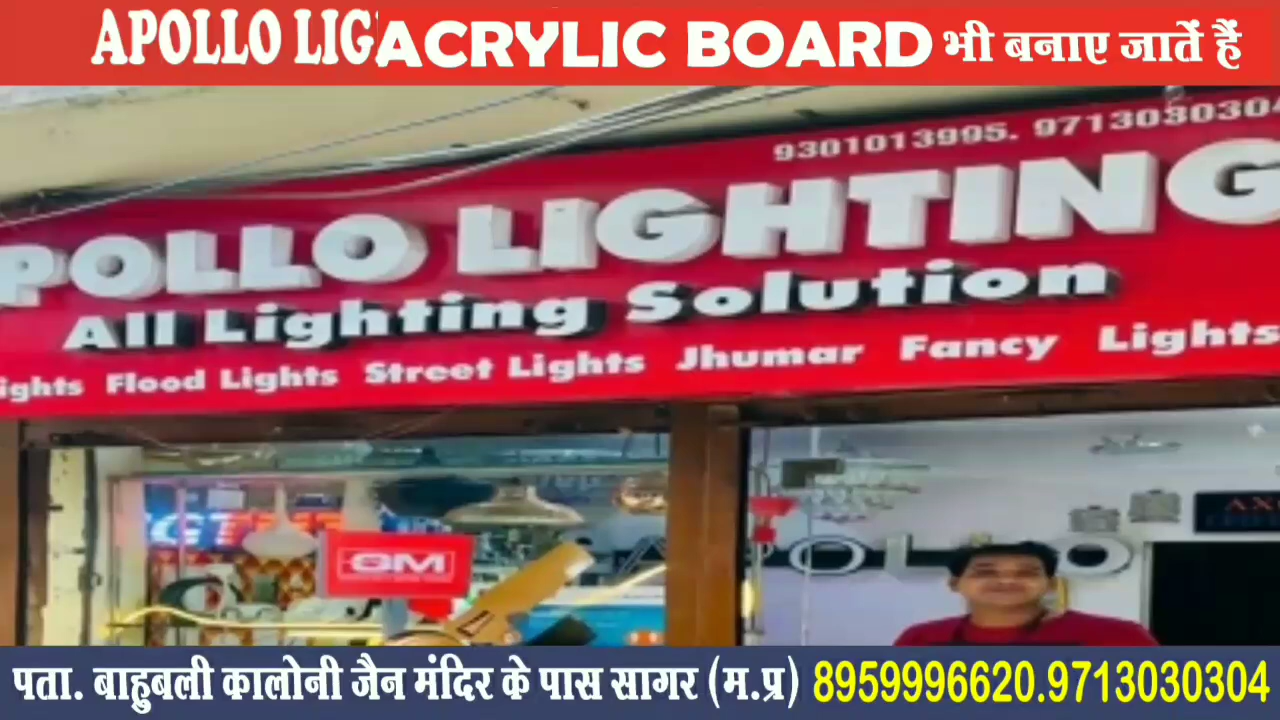 APOLLO LIG ACRYLIC BOARD भी बनाए जातें हैं
9301013995. 971303030
POLLO LIGHTING
All Lighting Solution
ights Flood Lights Street Lights Jhumar Fancy Lights
GM
पता. बाहुबली कालोनी जैन मंदिर के पास सागर (म.प्र) 8959996620.9713030304